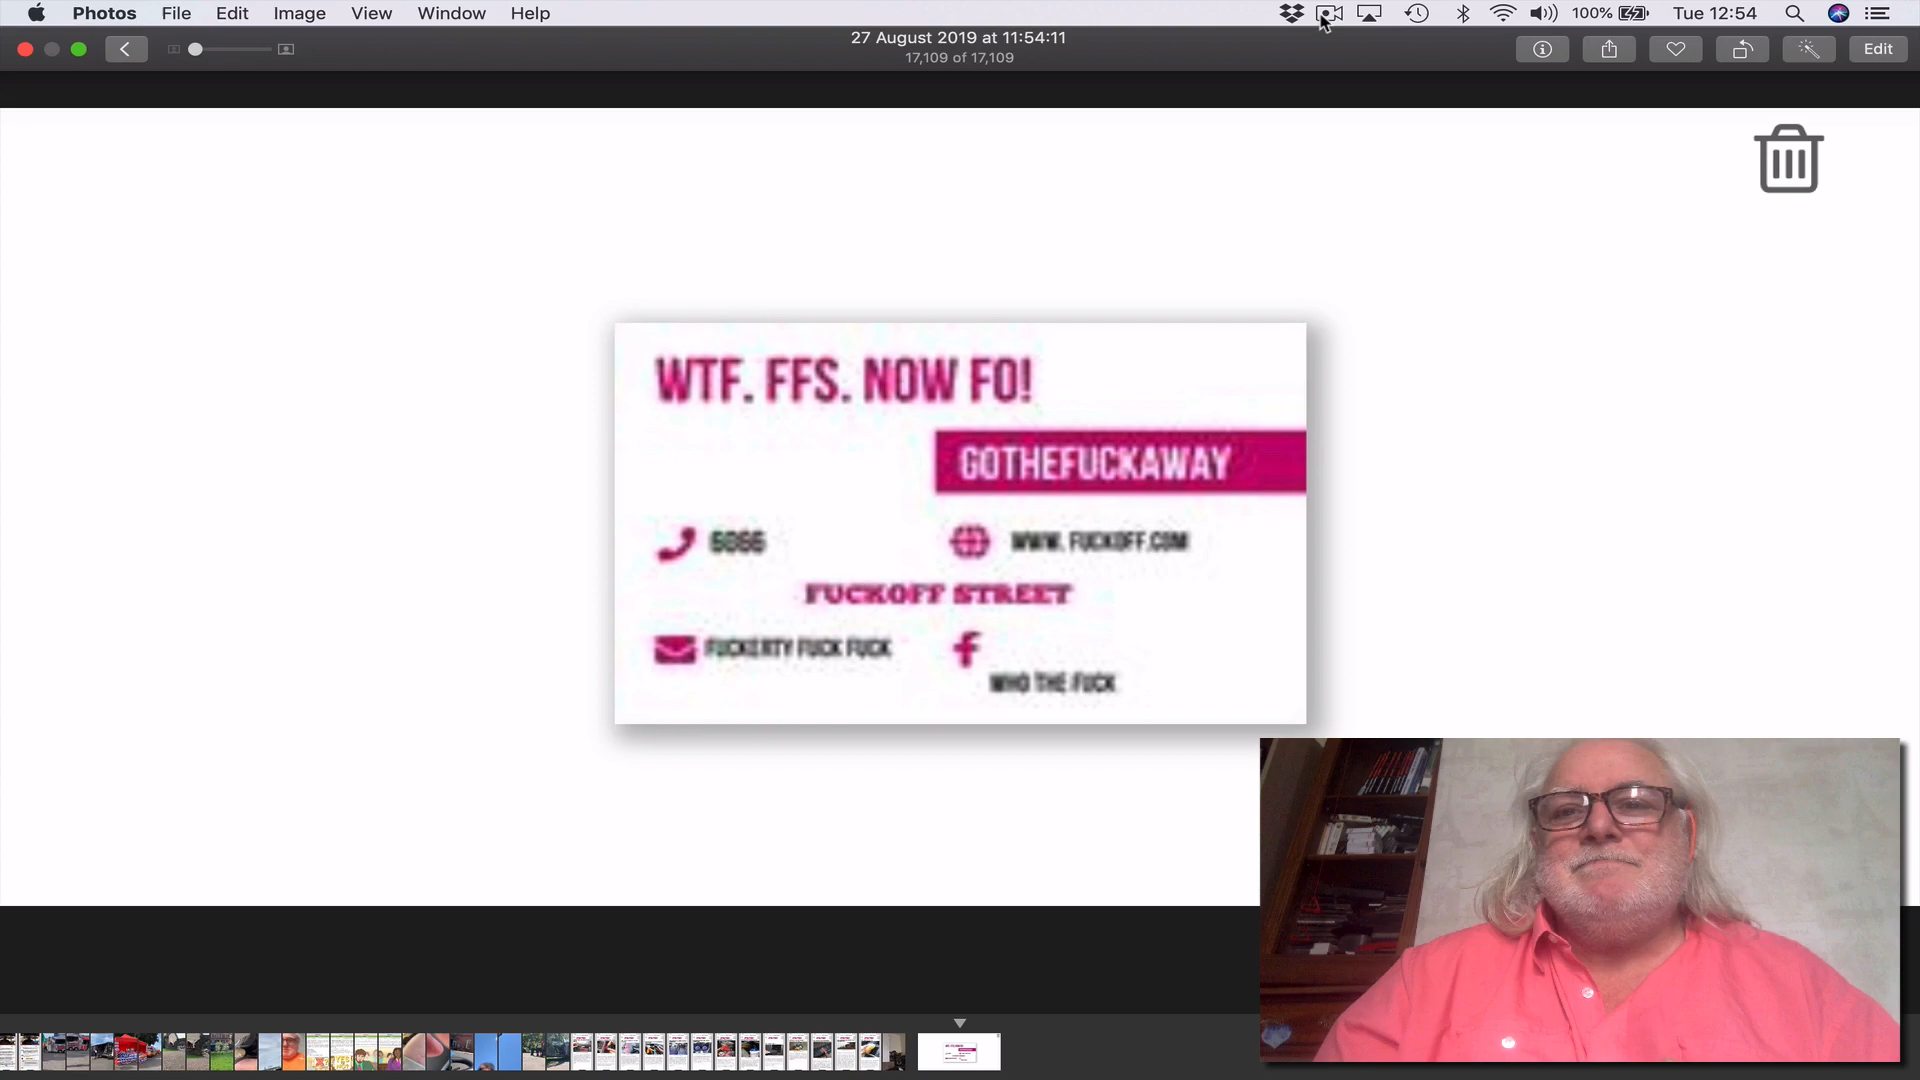 Photos File Edit Image View Window Help
100% Tue 12:54
27 August 2019 at 11:54:11
17,109 of 17,109
Edit
WTF. FFS. NOW FO!
GOTHEFUCKAWAY
6066
WWW. FUCKOFF.COM
FUCKOFF STREET
FUCKERTY FUCK FUCK
WHO THE FUCK